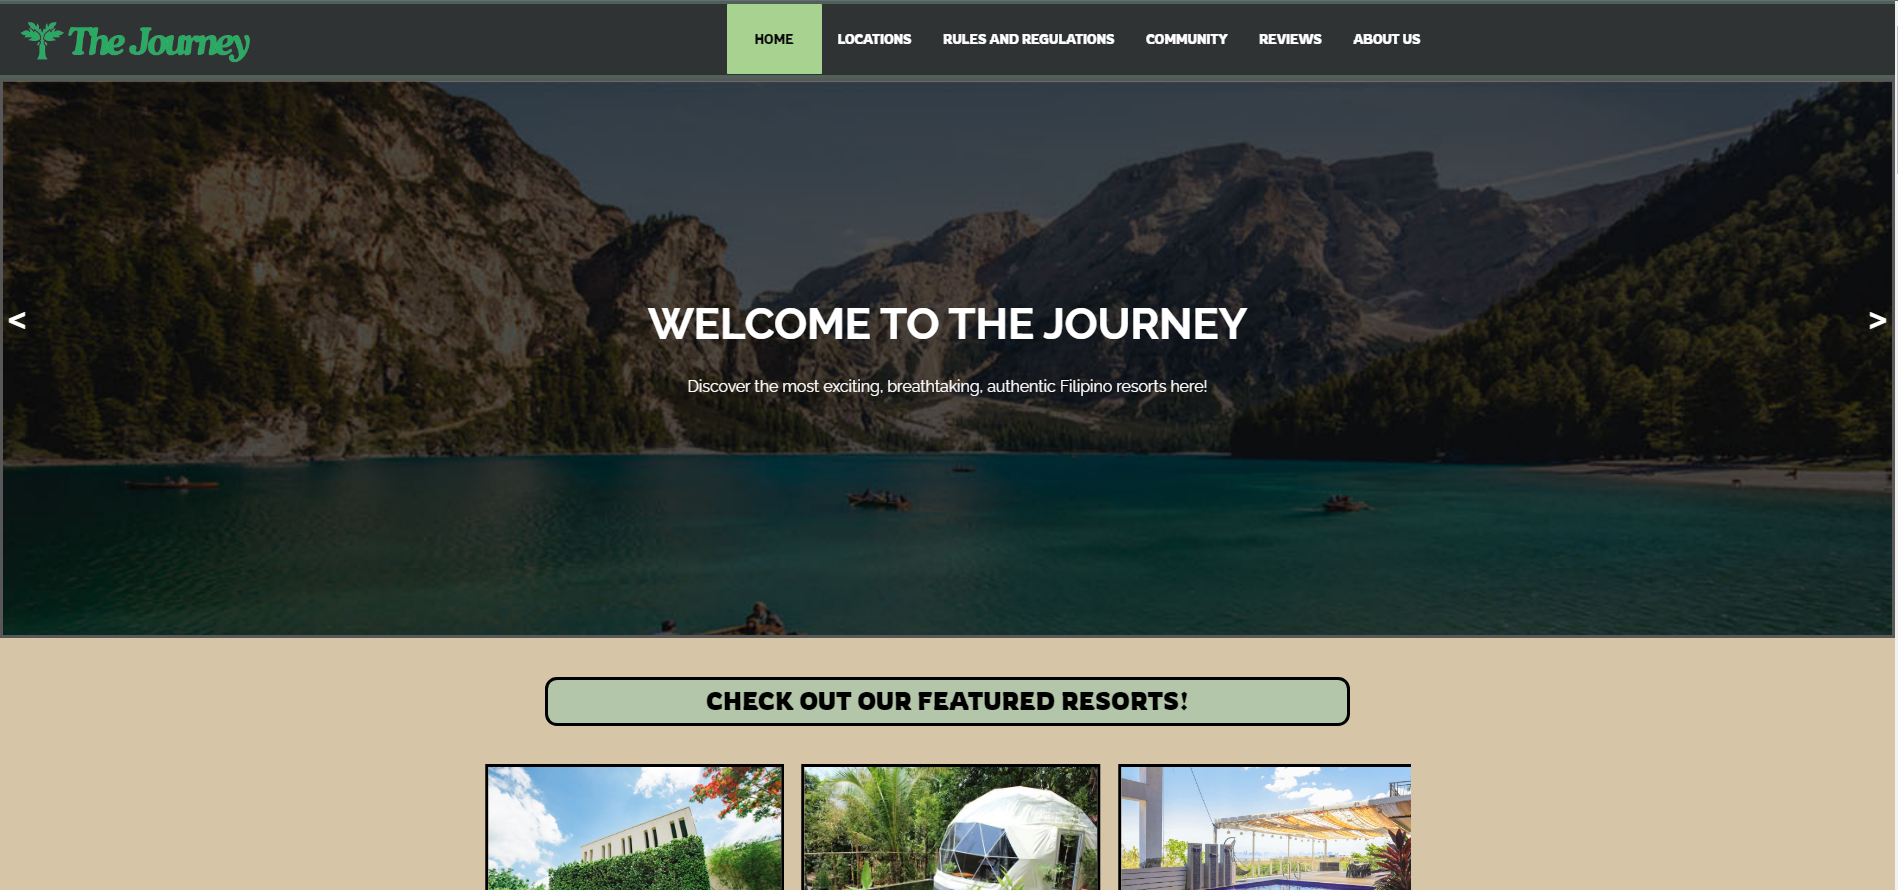 The Journey
HOME LOCATIONS RULES AND REGULATIONS COMMUNITY REVIEWS ABOUT US
< >
WELCOME TO THE JOURNEY
Discover the most exciting, breathtaking, authentic Filipino resorts here!
CHECK OUT OUR FEATURED RESORTS!